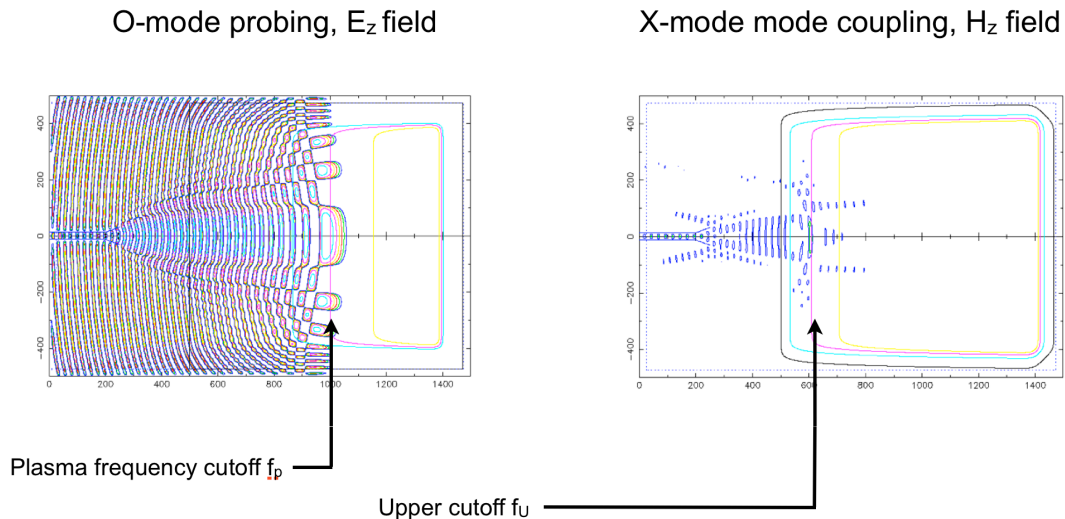 O-mode probing, Ez field
X-mode mode coupling, Hz field
400
200
0
−200
−400
0 200 400 600 800 1000 1200 1400
400
200
0
−200
−400
0 200 400 600 800 1000 1200 1400
Plasma frequency cutoff fp
Upper cutoff fU